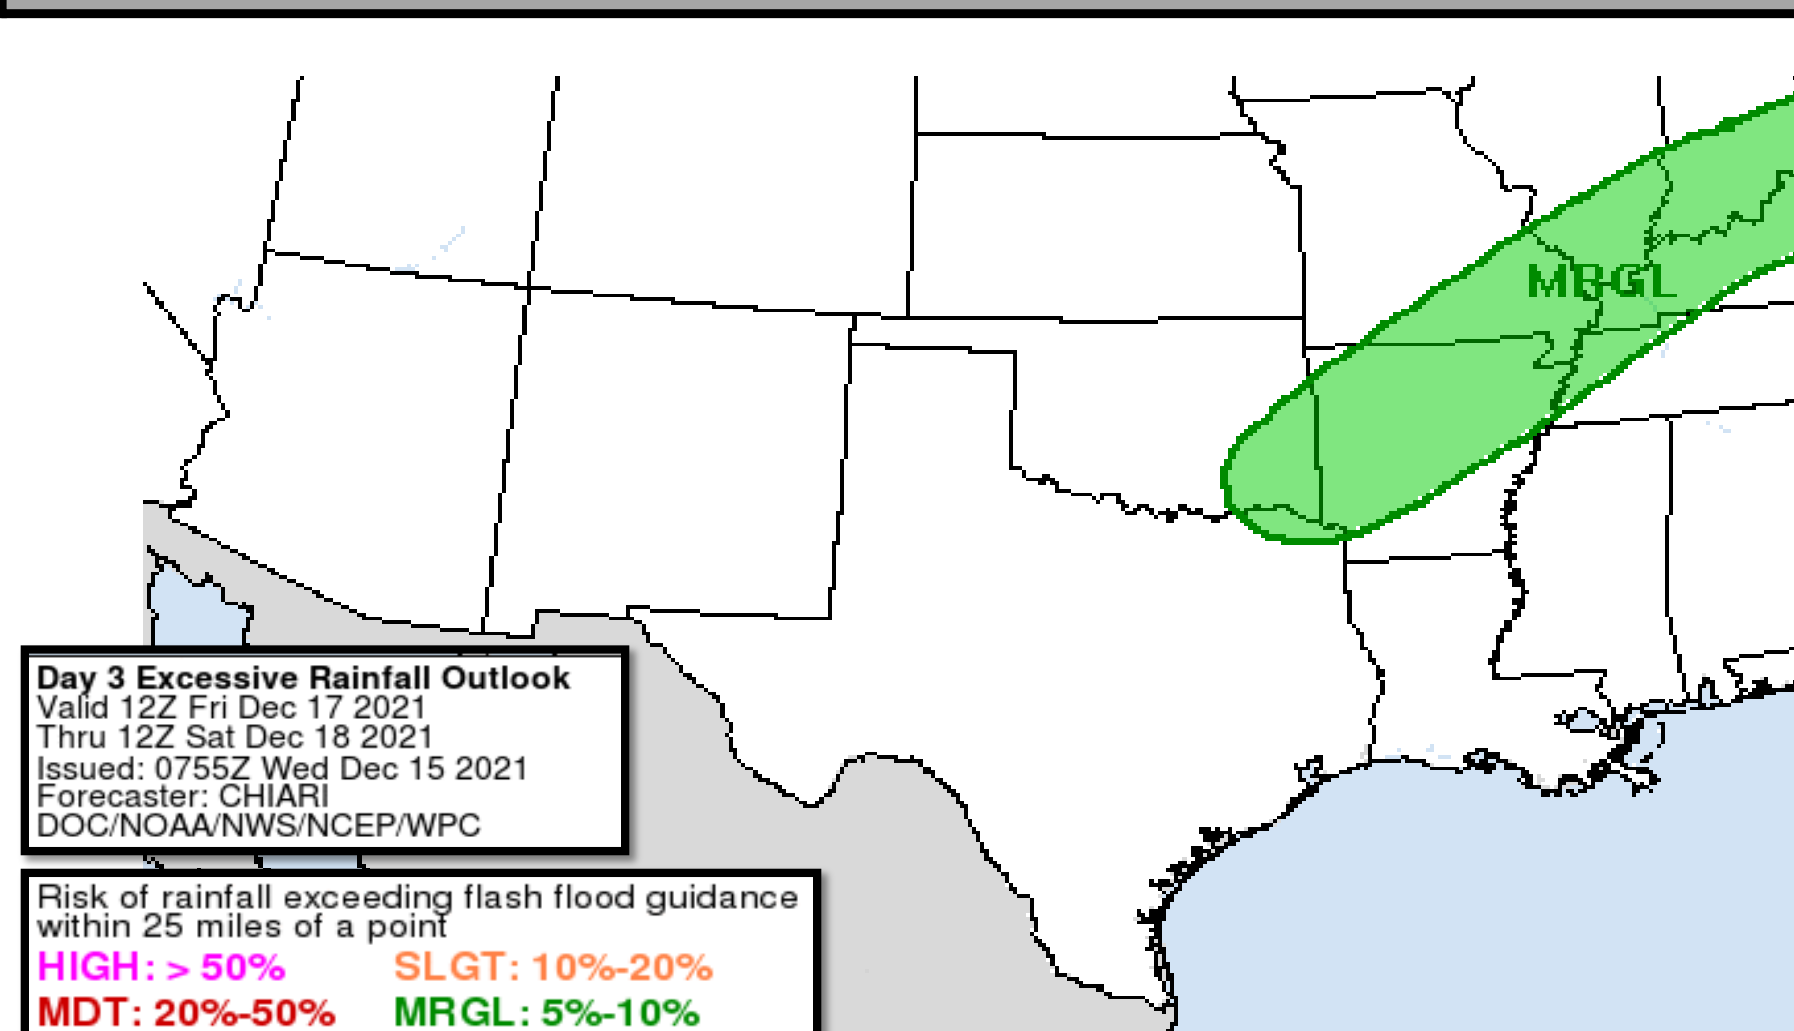 MRGL
Day 3 Excessive Rainfall Outlook
Valid 12Z Fri Dec 17 2021
Thru 12Z Sat Dec 18 2021
Issued: 0755Z Wed Dec 15 2021
Forecaster: CHIARI
DOC/NOAA/NWS/NCEP/WPC
Risk of rainfall exceeding flash flood guidance
within 25 miles of a point
HIGH: > 50% SLGT: 10%-20%
MDT: 20%-50% MRGL: 5%-10%